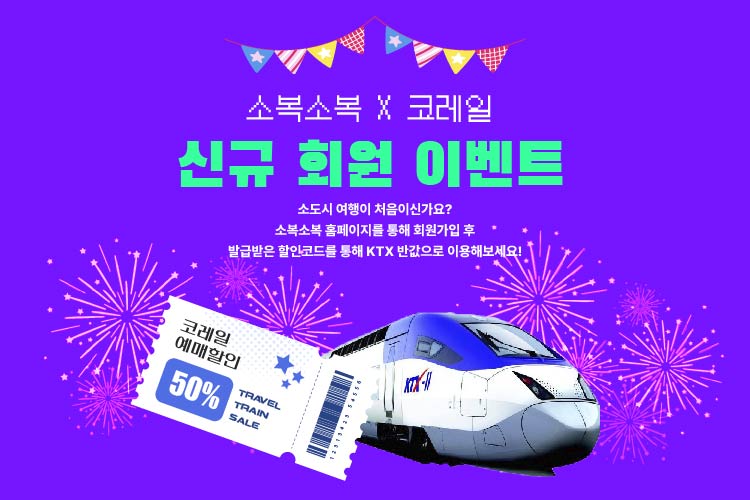 소복소복 X 코레일
신규 회원 이벤트
소도시 여행이 처음이신가요?
소복소복 홈페이지를 통해 회원가입 후
발급받은 할인코드를 통해 KTX 반값으로 이용해보세요!
코레일
예매할인
50%
TRAVEL
TRAIN
SALE
KTX-II